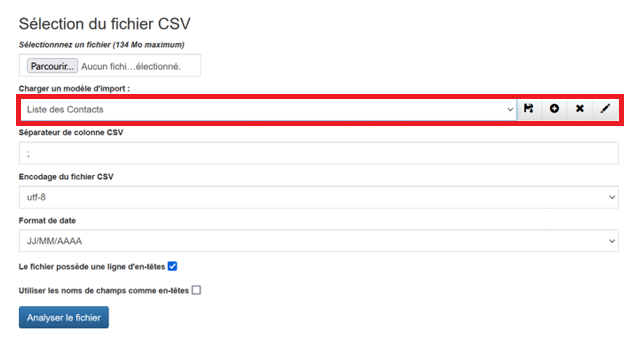 Sélection du fichier CSV
Sélectionnnez un fichier (134 Mo maximum)
Parcourir... Aucun fichi...électionné.
Charger un modèle d'import :
Liste des Contacts
Séparateur de colonne CSV
;
Encodage du fichier CSV
utf-8
Format de date
JJ/MM/AAAA
Le fichier possède une ligne d'en-têtes
Utiliser les noms de champs comme en-têtes
Analyser le fichier